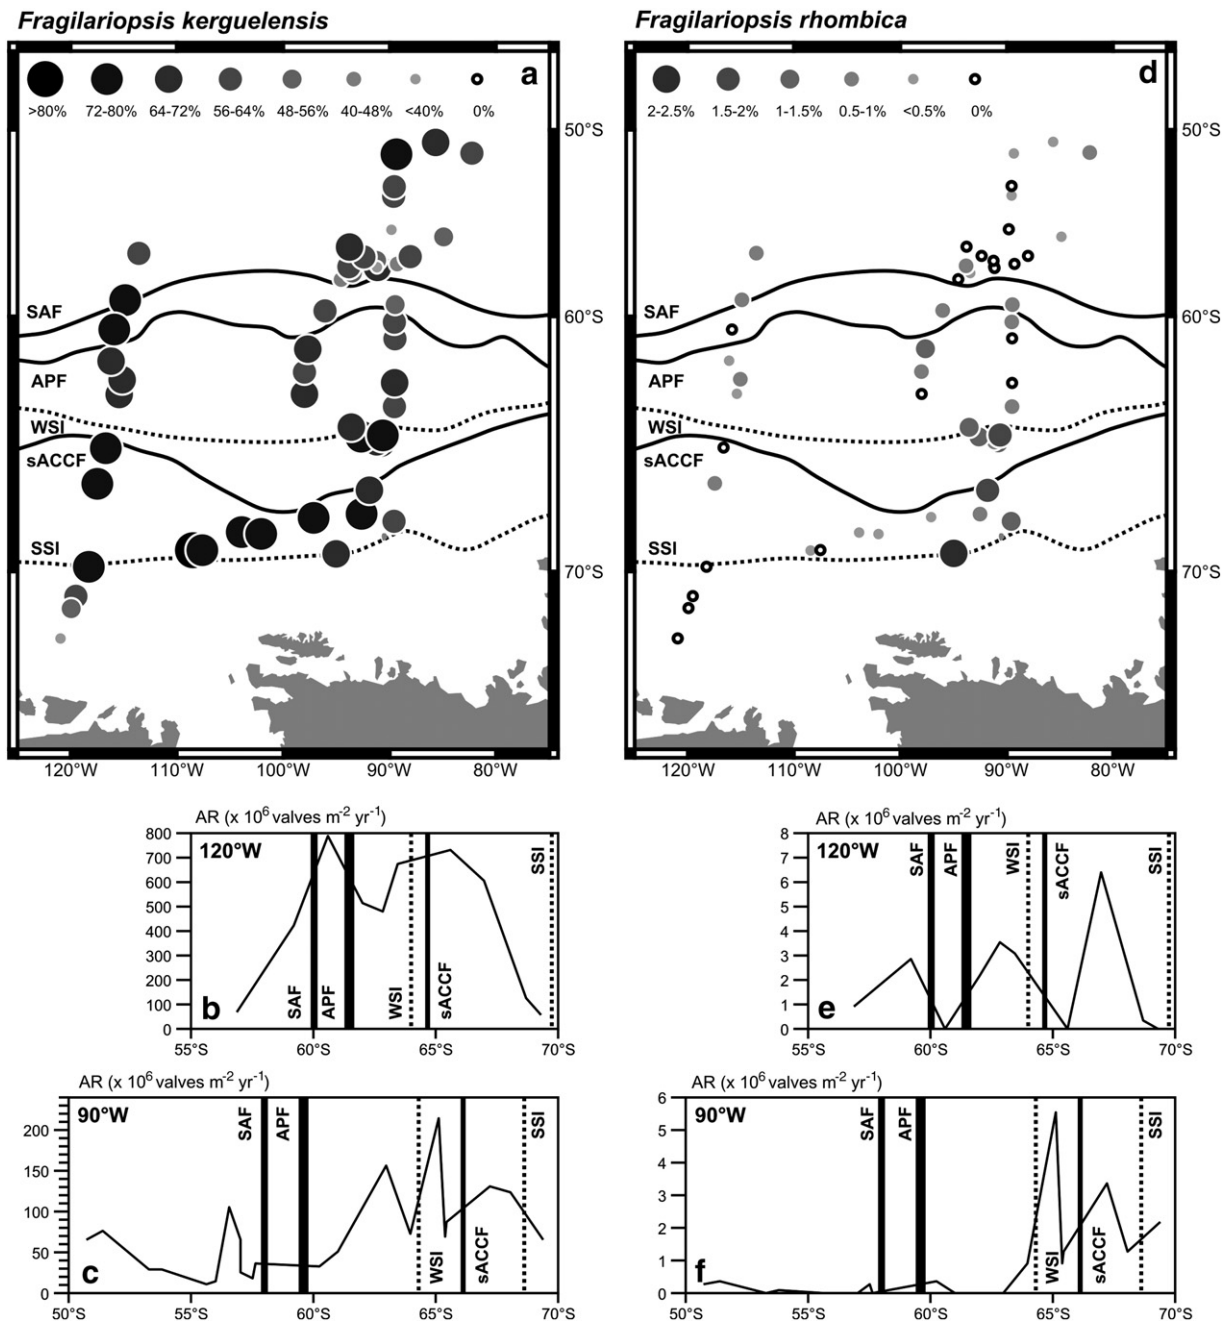 Fragilariopsis kerguelensis
Fragilariopsis rhombica
a
>80% 72-80% 64-72% 56-64% 48-56% 40-48% <40% 0%
SAF
APF
WSI
sACCF
SSI
120°W 110°W 100°W 90°W 80°W
d
2-2.5% 1.5-2% 1-1.5% 0.5-1% <0.5% 0%
50°S
60°S
70°S
SAF
APF
WSI
sACCF
SSI
120°W 110°W 100°W 90°W 80°W
50°S
60°S
70°S
AR (x 10⁶ valves m⁻² yr⁻¹)
120°W
b
SAF
APF
WSI
sACCF
SSI
800
700
600
500
400
300
200
100
0
55°S 60°S 65°S 70°S
AR (x 10⁶ valves m⁻² yr⁻¹)
120°W
e
SAF
APF
WSI
sACCF
SSI
8
7
6
5
4
3
2
1
0
55°S 60°S 65°S 70°S
AR (x 10⁶ valves m⁻² yr⁻¹)
90°W
c
SAF
APF
WSI
sACCF
SSI
200
150
100
50
0
50°S 55°S 60°S 65°S 70°S
AR (x 10⁶ valves m⁻² yr⁻¹)
90°W
f
SAF
APF
WSI
sACCF
SSI
6
5
4
3
2
1
0
50°S 55°S 60°S 65°S 70°S